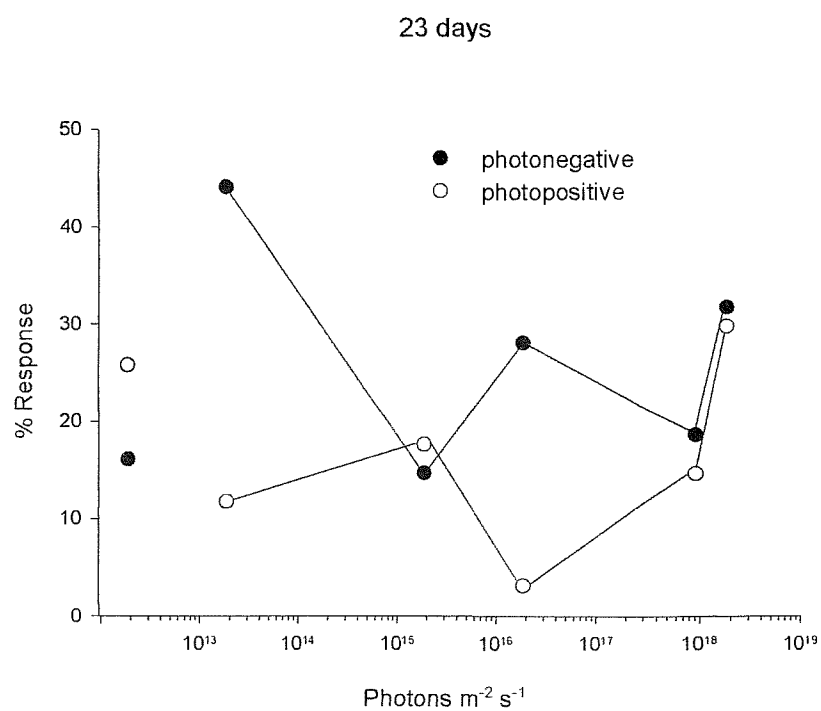 23 days
50
photonegative
photopositive
40
30
20
10
0
% Response
10¹³ 10¹⁴ 10¹⁵ 10¹⁶ 10¹⁷ 10¹⁸ 10¹⁹
Photons m⁻² s⁻¹